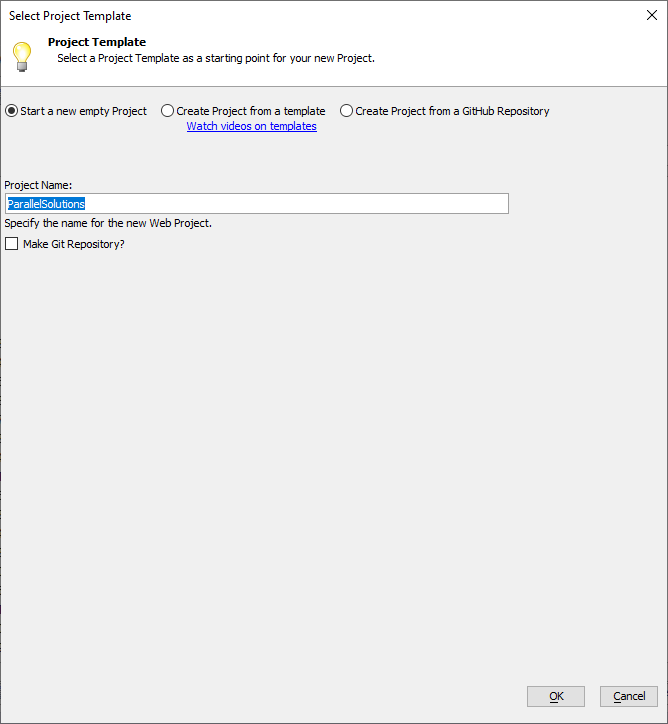 Select Project Template
Project Template
Select a Project Template as a starting point for your new Project.
Start a new empty Project
Create Project from a template
Create Project from a GitHub Repository
Watch videos on templates
Project Name:
ParallelSolutions
Specify the name for the new Web Project.
Make Git Repository?
OK
Cancel